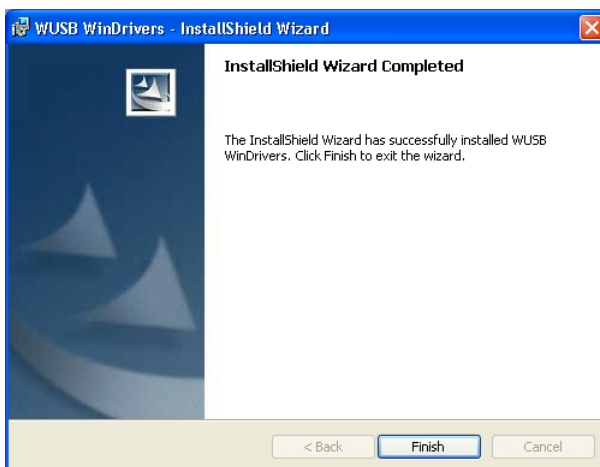 WUSB WinDrivers - InstallShield Wizard
InstallShield Wizard Completed
The InstallShield Wizard has successfully installed WUSB
WinDrivers. Click Finish to exit the wizard.
< Back Finish Cancel